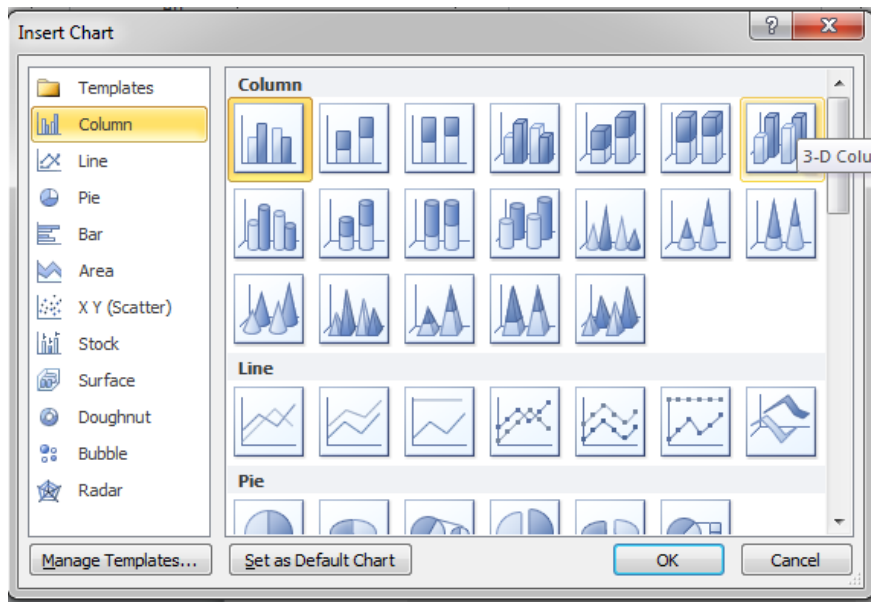 Insert Chart
Templates
Column
Line
Pie
Bar
Area
X Y (Scatter)
Stock
Surface
Doughnut
Bubble
Radar
Column
3-D Colu
Line
Pie
Manage Templates...
Set as Default Chart
OK
Cancel